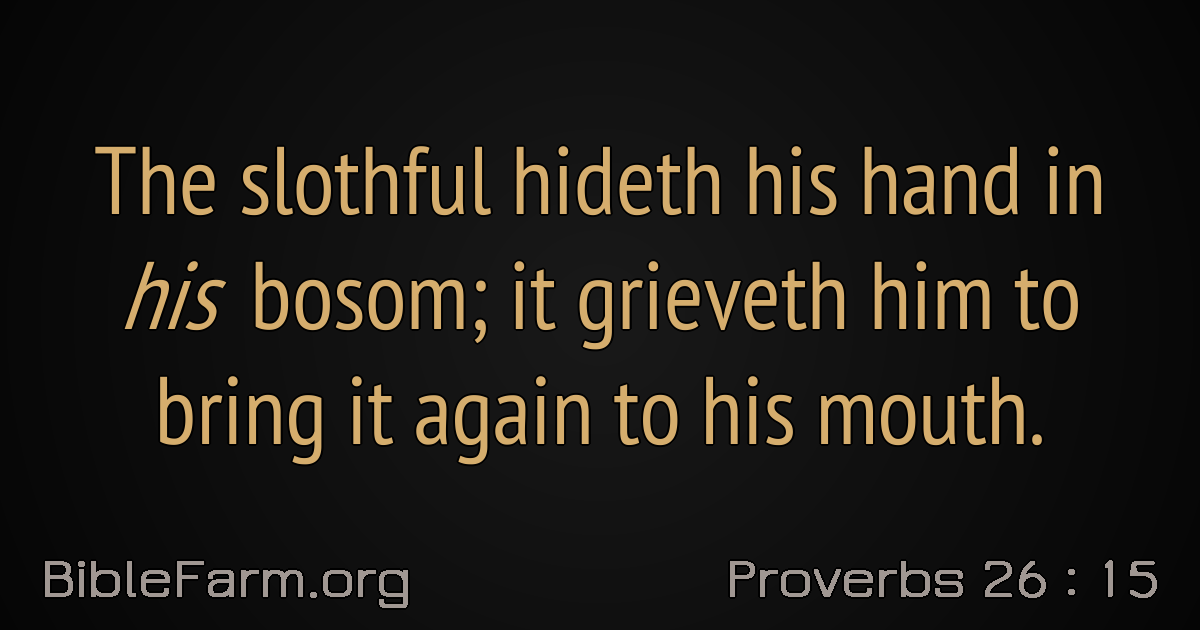 The slothful hideth his hand in
his bosom; it grieveth him to
bring it again to his mouth.
BibleFarm.org
Proverbs 26 : 15